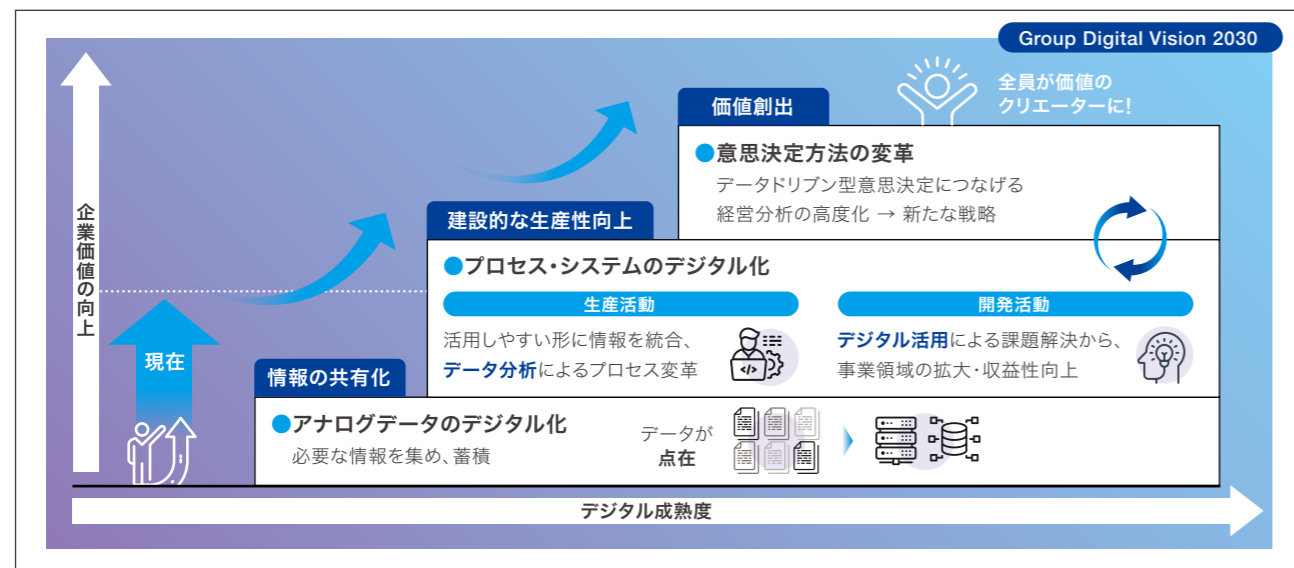 Group Digital Vision 2030
全員が価値の
クリエーターに!
価値創出
●意思決定方法の変革
データドリブン型意思決定につなげる
経営分析の高度化 → 新たな戦略
建設的な生産性向上
●プロセス・システムのデジタル化
生産活動
活用しやすい形に情報を統合、
データ分析によるプロセス変革
開発活動
デジタル活用による課題解決から、
事業領域の拡大・収益性向上
情報の共有化
●アナログデータのデジタル化
必要な情報を集め、蓄積
データが
点在
現在
企業価値の向上
デジタル成熟度